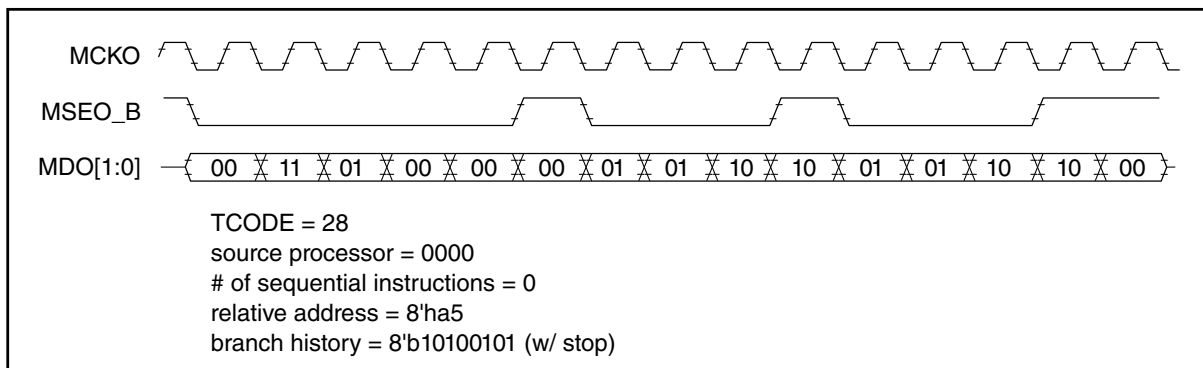 MCKO
MSEO_B
MDO[1:0] 00 11 01 00 00 00 01 01 10 10 01 01 10 10 00
TCODE = 28
source processor = 0000
# of sequential instructions = 0
relative address = 8'ha5
branch history = 8'b10100101 (w/ stop)